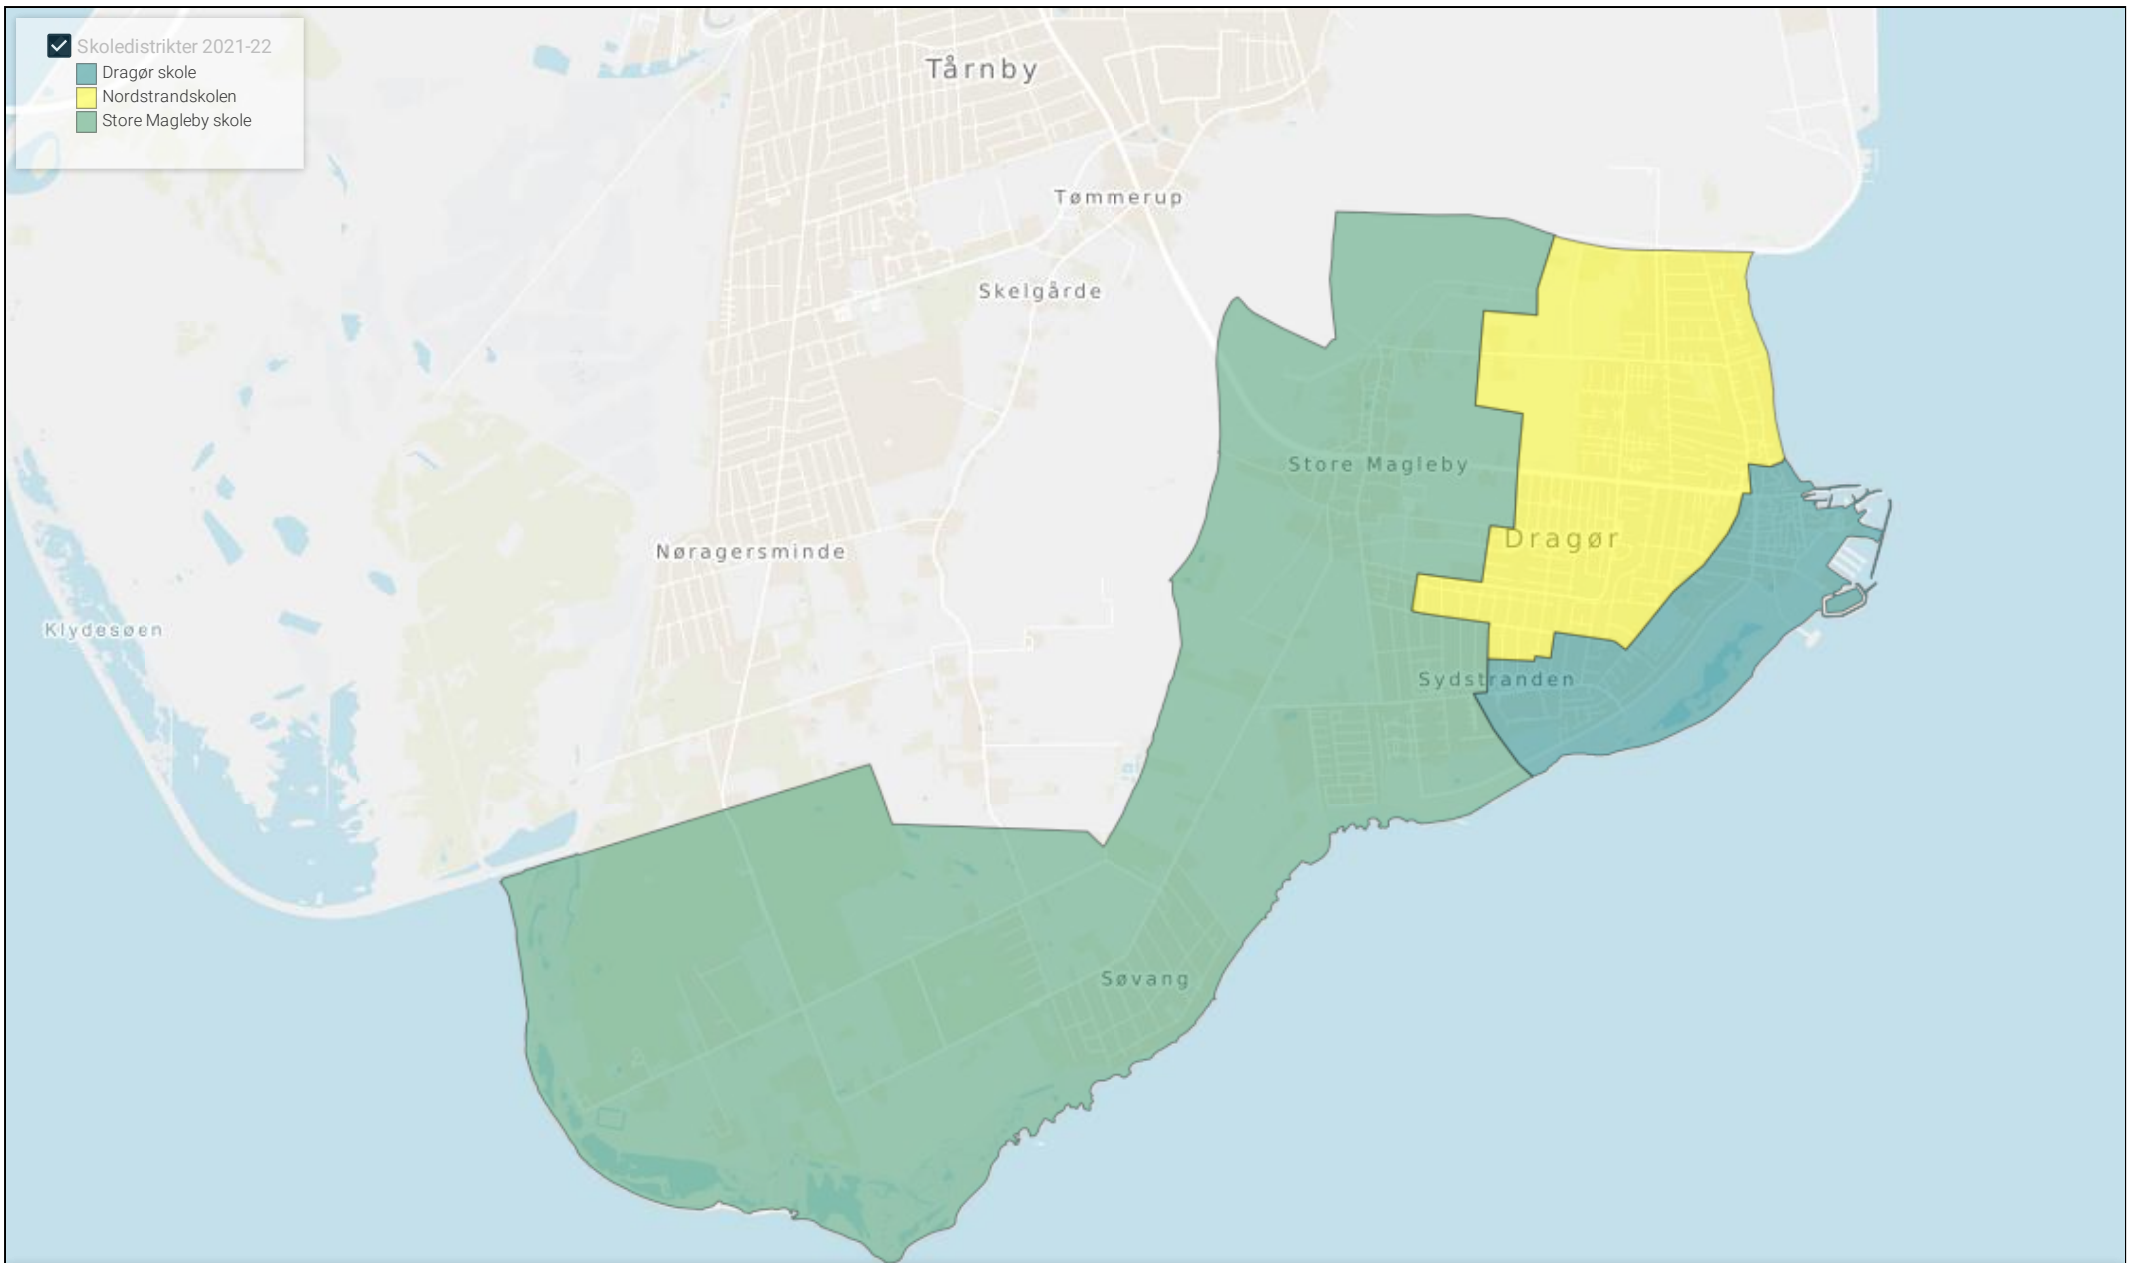 Skoledistrikter 2021-22
Dragør skole
Nordstrandskolen
Store Magleby skole
Tårnby
Tømmerup
Skelgårde
Store Magleby
Dragør
Nøragersminde
Klydesøen
Sydstranden
Søvang